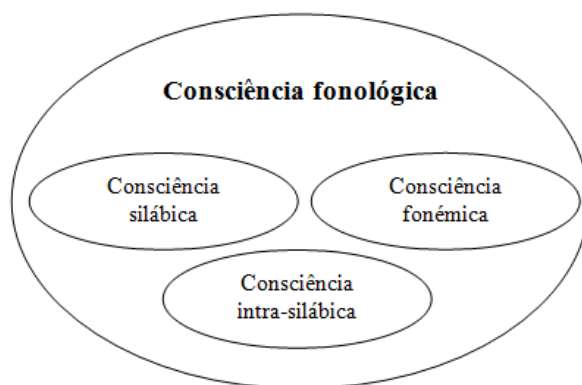 Consciência fonológica
Consciência
silábica
Consciência
fonémica
Consciência
intra-silábica